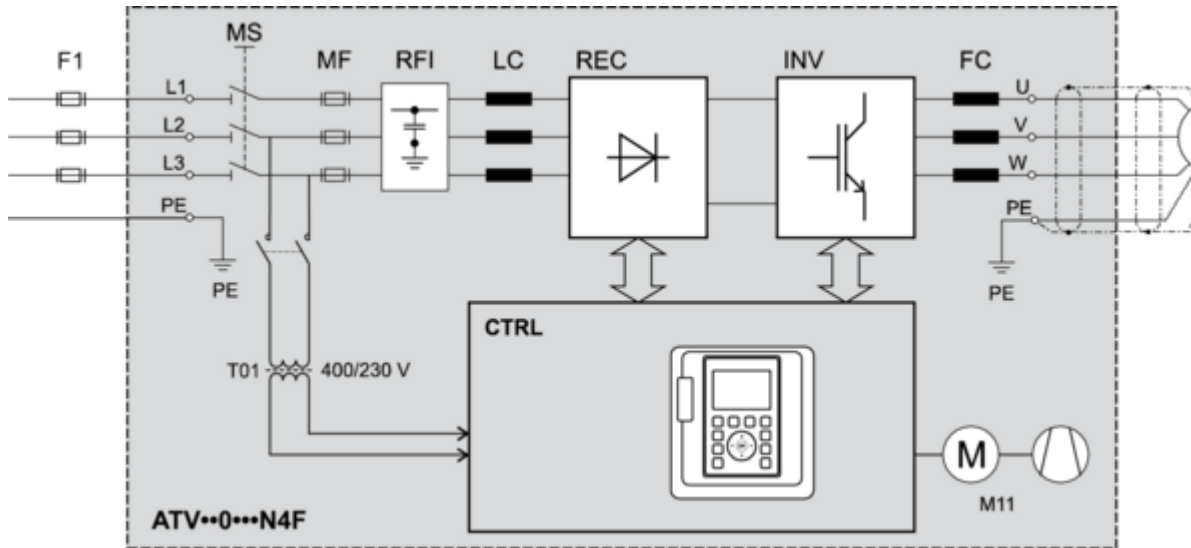 MS
F1
MF
RFI
LC
REC
INV
FC
L1
U
L2
V
L3
W
PE
PE
PE
PE
CTRL
T01
400/230 V
M
M11
ATV••0•••N4F